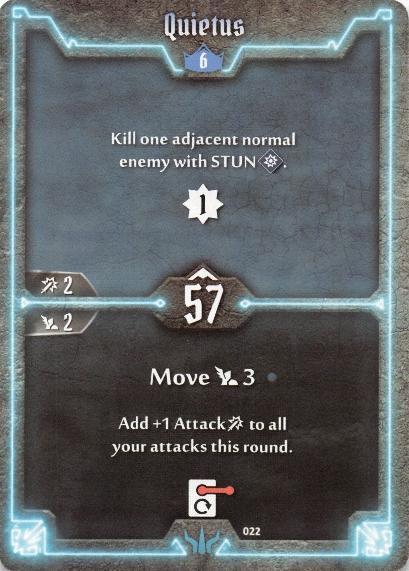 Quietus
6
Kill one adjacent normal
enemy with STUN.
1
2
57
2
Move 3
Add +1 Attack to all
your attacks this round.
022